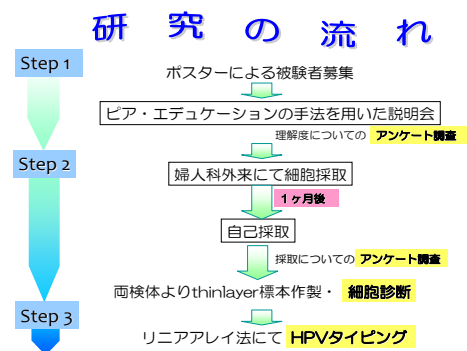 研究の流れ
Step 1
ポスターによる被験者募集
ピア・エデュケーションの手法を用いた説明会
理解度についての アンケート調査
Step 2
婦人科外来にて細胞採取
1ヶ月後
自己採取
採取についての アンケート調査
両検体よりthinlayer標本作製・ 細胞診断
Step 3
リニアアレイ法にて HPVタイピング